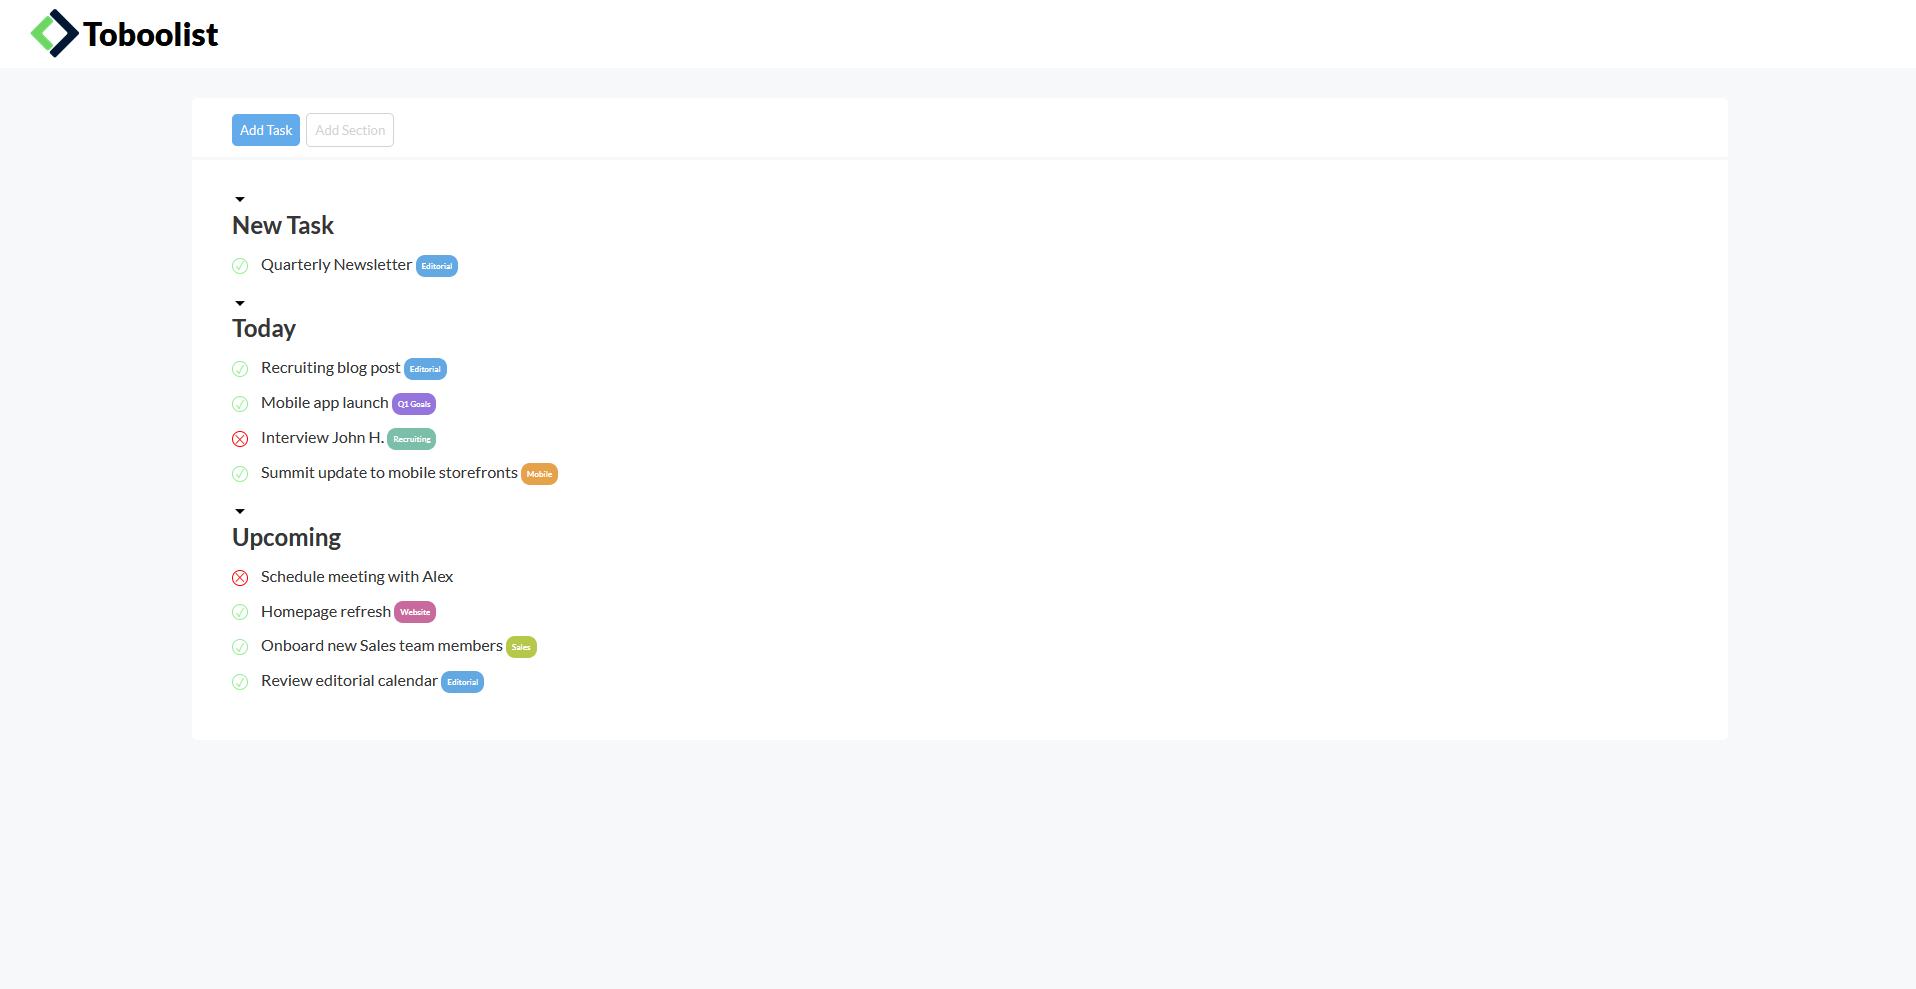 Toboolist
Add Task Add Section
New Task
Quarterly Newsletter Editorial
Today
Recruiting blog post Editorial
Mobile app launch Q1 Goals
Interview John H. Recruiting
Summit update to mobile storefronts Mobile
Upcoming
Schedule meeting with Alex
Homepage refresh Website
Onboard new Sales team members Sales
Review editorial calendar Editorial